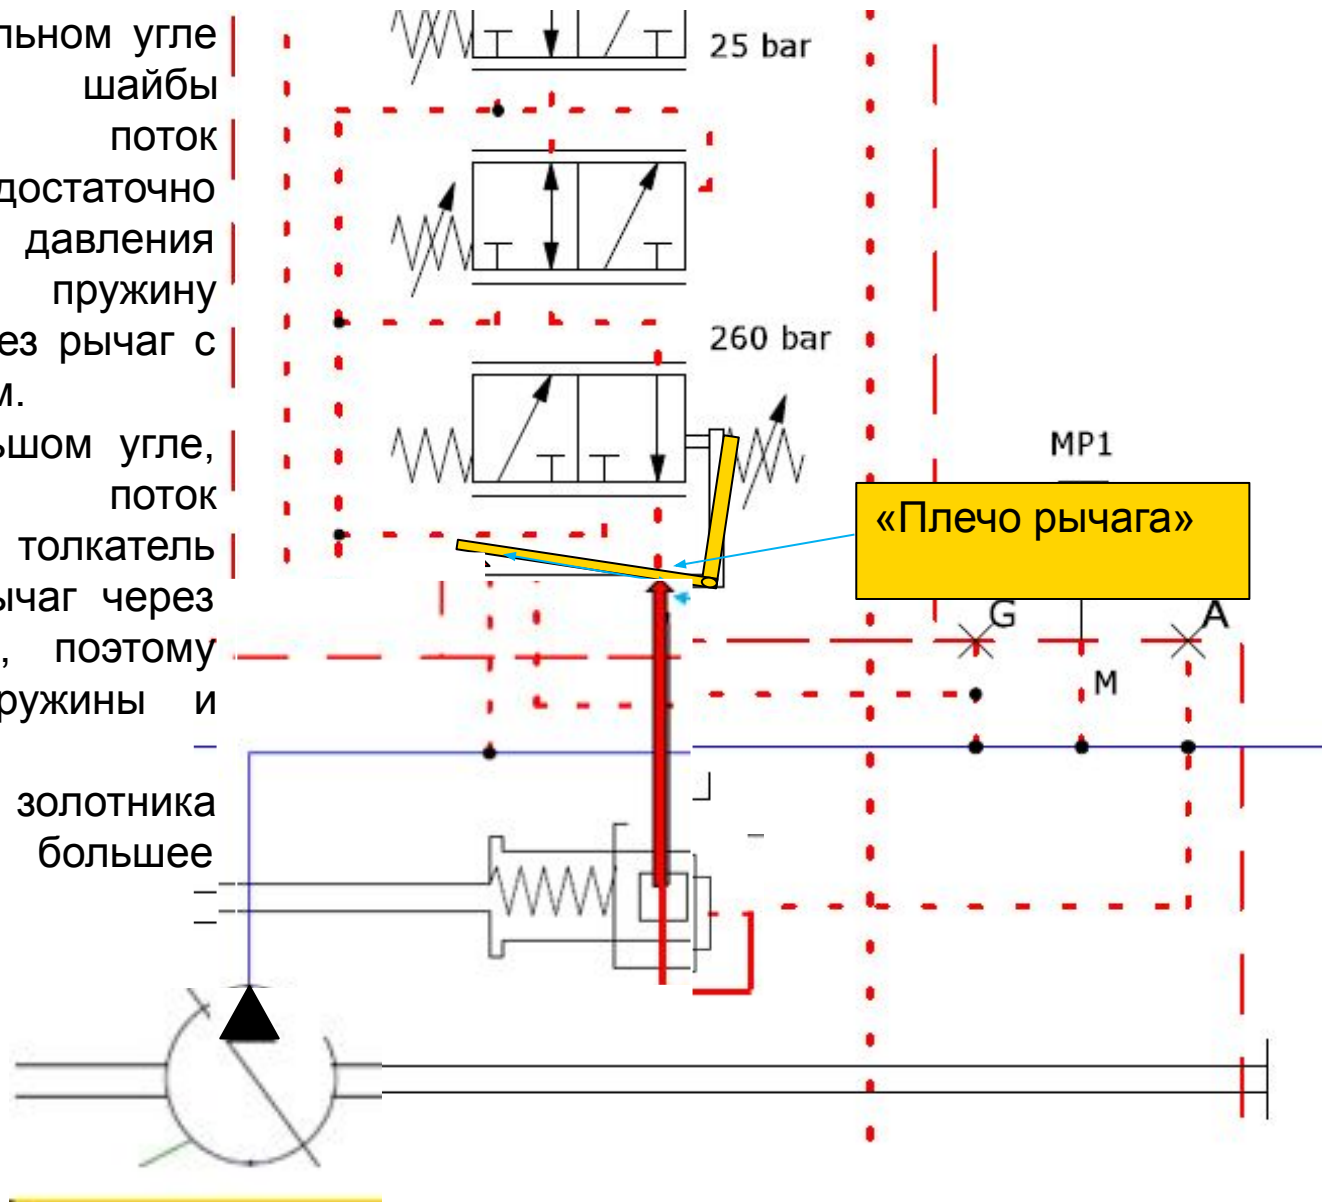 льном угле
шайбы
поток
достаточно
давления
пружину
ез рычаг с
м.
ьшом угле,
поток
толкатель
ычаг через
, поэтому
ружины и
золотника
большее
25 bar
260 bar
MP1
«Плечо рычага»
G
A
M